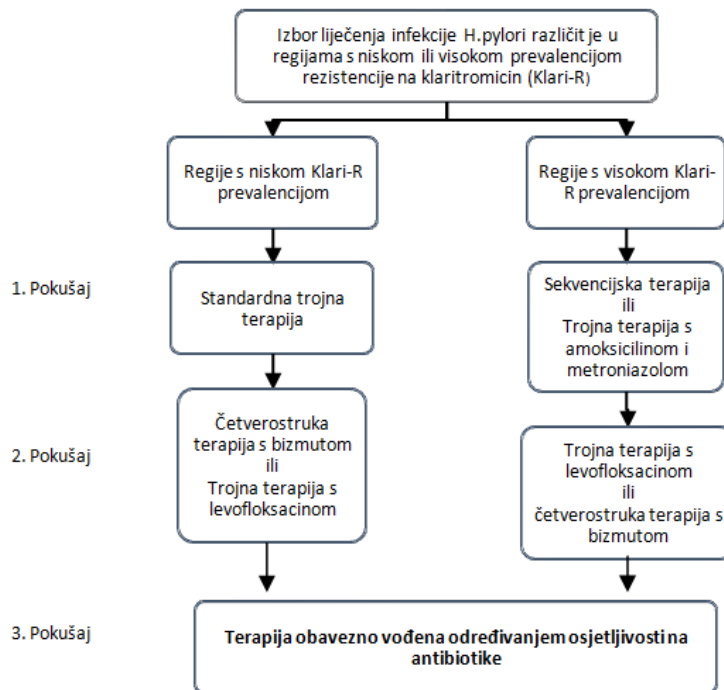 Izbor liječenja infekcije H.pylori različit je u
regijama s niskom ili visokom prevalencijom
rezistencije na klaritromicin (Klari-R)
Regije s niskom Klari-R
prevalencijom
Regije s visokom Klari-
R prevalencijom
1. Pokušaj
Standardna trojna
terapija
Sekvencijska terapija
ili
Trojna terapija s
amoksicilinom i
metroniazolom
2. Pokušaj
Četverostruka
terapija s bizmutom
ili
Trojna terapija s
levofloksacinom
Trojna terapija s
levofloksacinom
ili
četverostruka terapija s
bizmutom
3. Pokušaj
Terapija obavezno vođena određivanjem osjetljivosti na
antibiotike